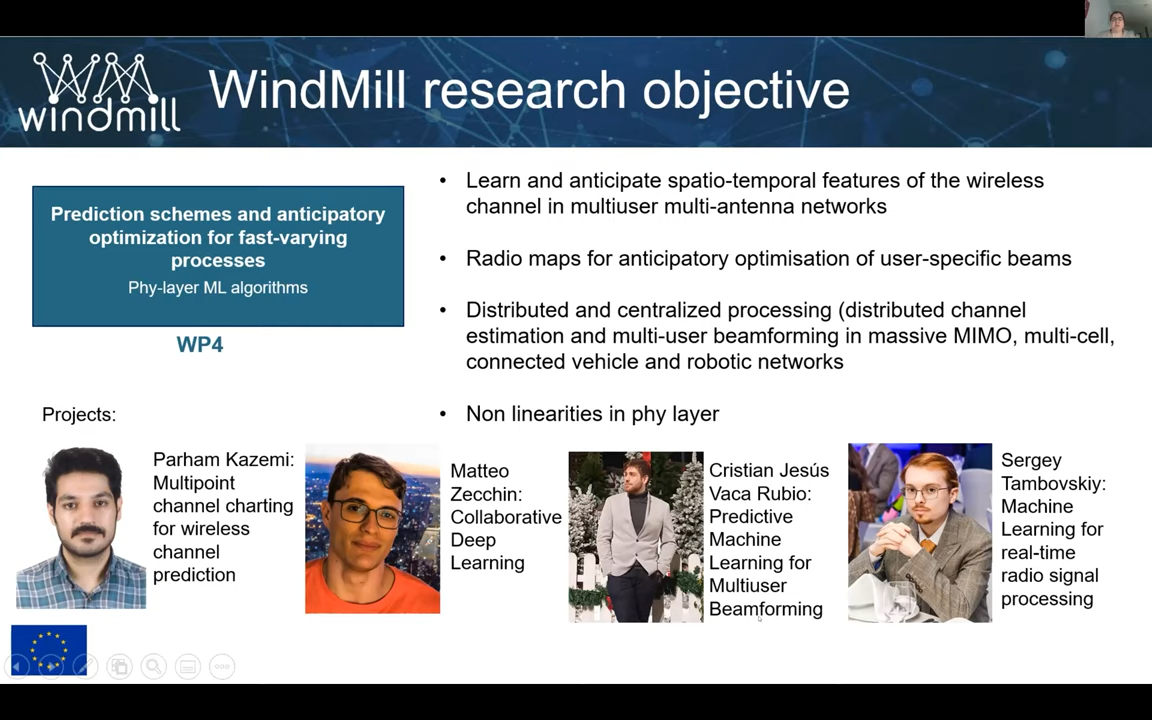 windmill
WindMill research objective
Prediction schemes and anticipatory
optimization for fast-varying
processes
Phy-layer ML algorithms
WP4
• Learn and anticipate spatio-temporal features of the wireless
channel in multiuser multi-antenna networks
• Radio maps for anticipatory optimisation of user-specific beams
• Distributed and centralized processing (distributed channel
estimation and multi-user beamforming in massive MIMO, multi-cell,
connected vehicle and robotic networks
• Non linearities in phy layer
Projects:
Parham Kazemi:
Multipoint
channel charting
for wireless
channel
prediction
Matteo
Zecchin:
Collaborative
Deep
Learning
Cristian Jesús
Vaca Rubio:
Predictive
Machine
Learning for
Multiuser
Beamforming
Sergey
Tambovskiy:
Machine
Learning for
real-time
radio signal
processing